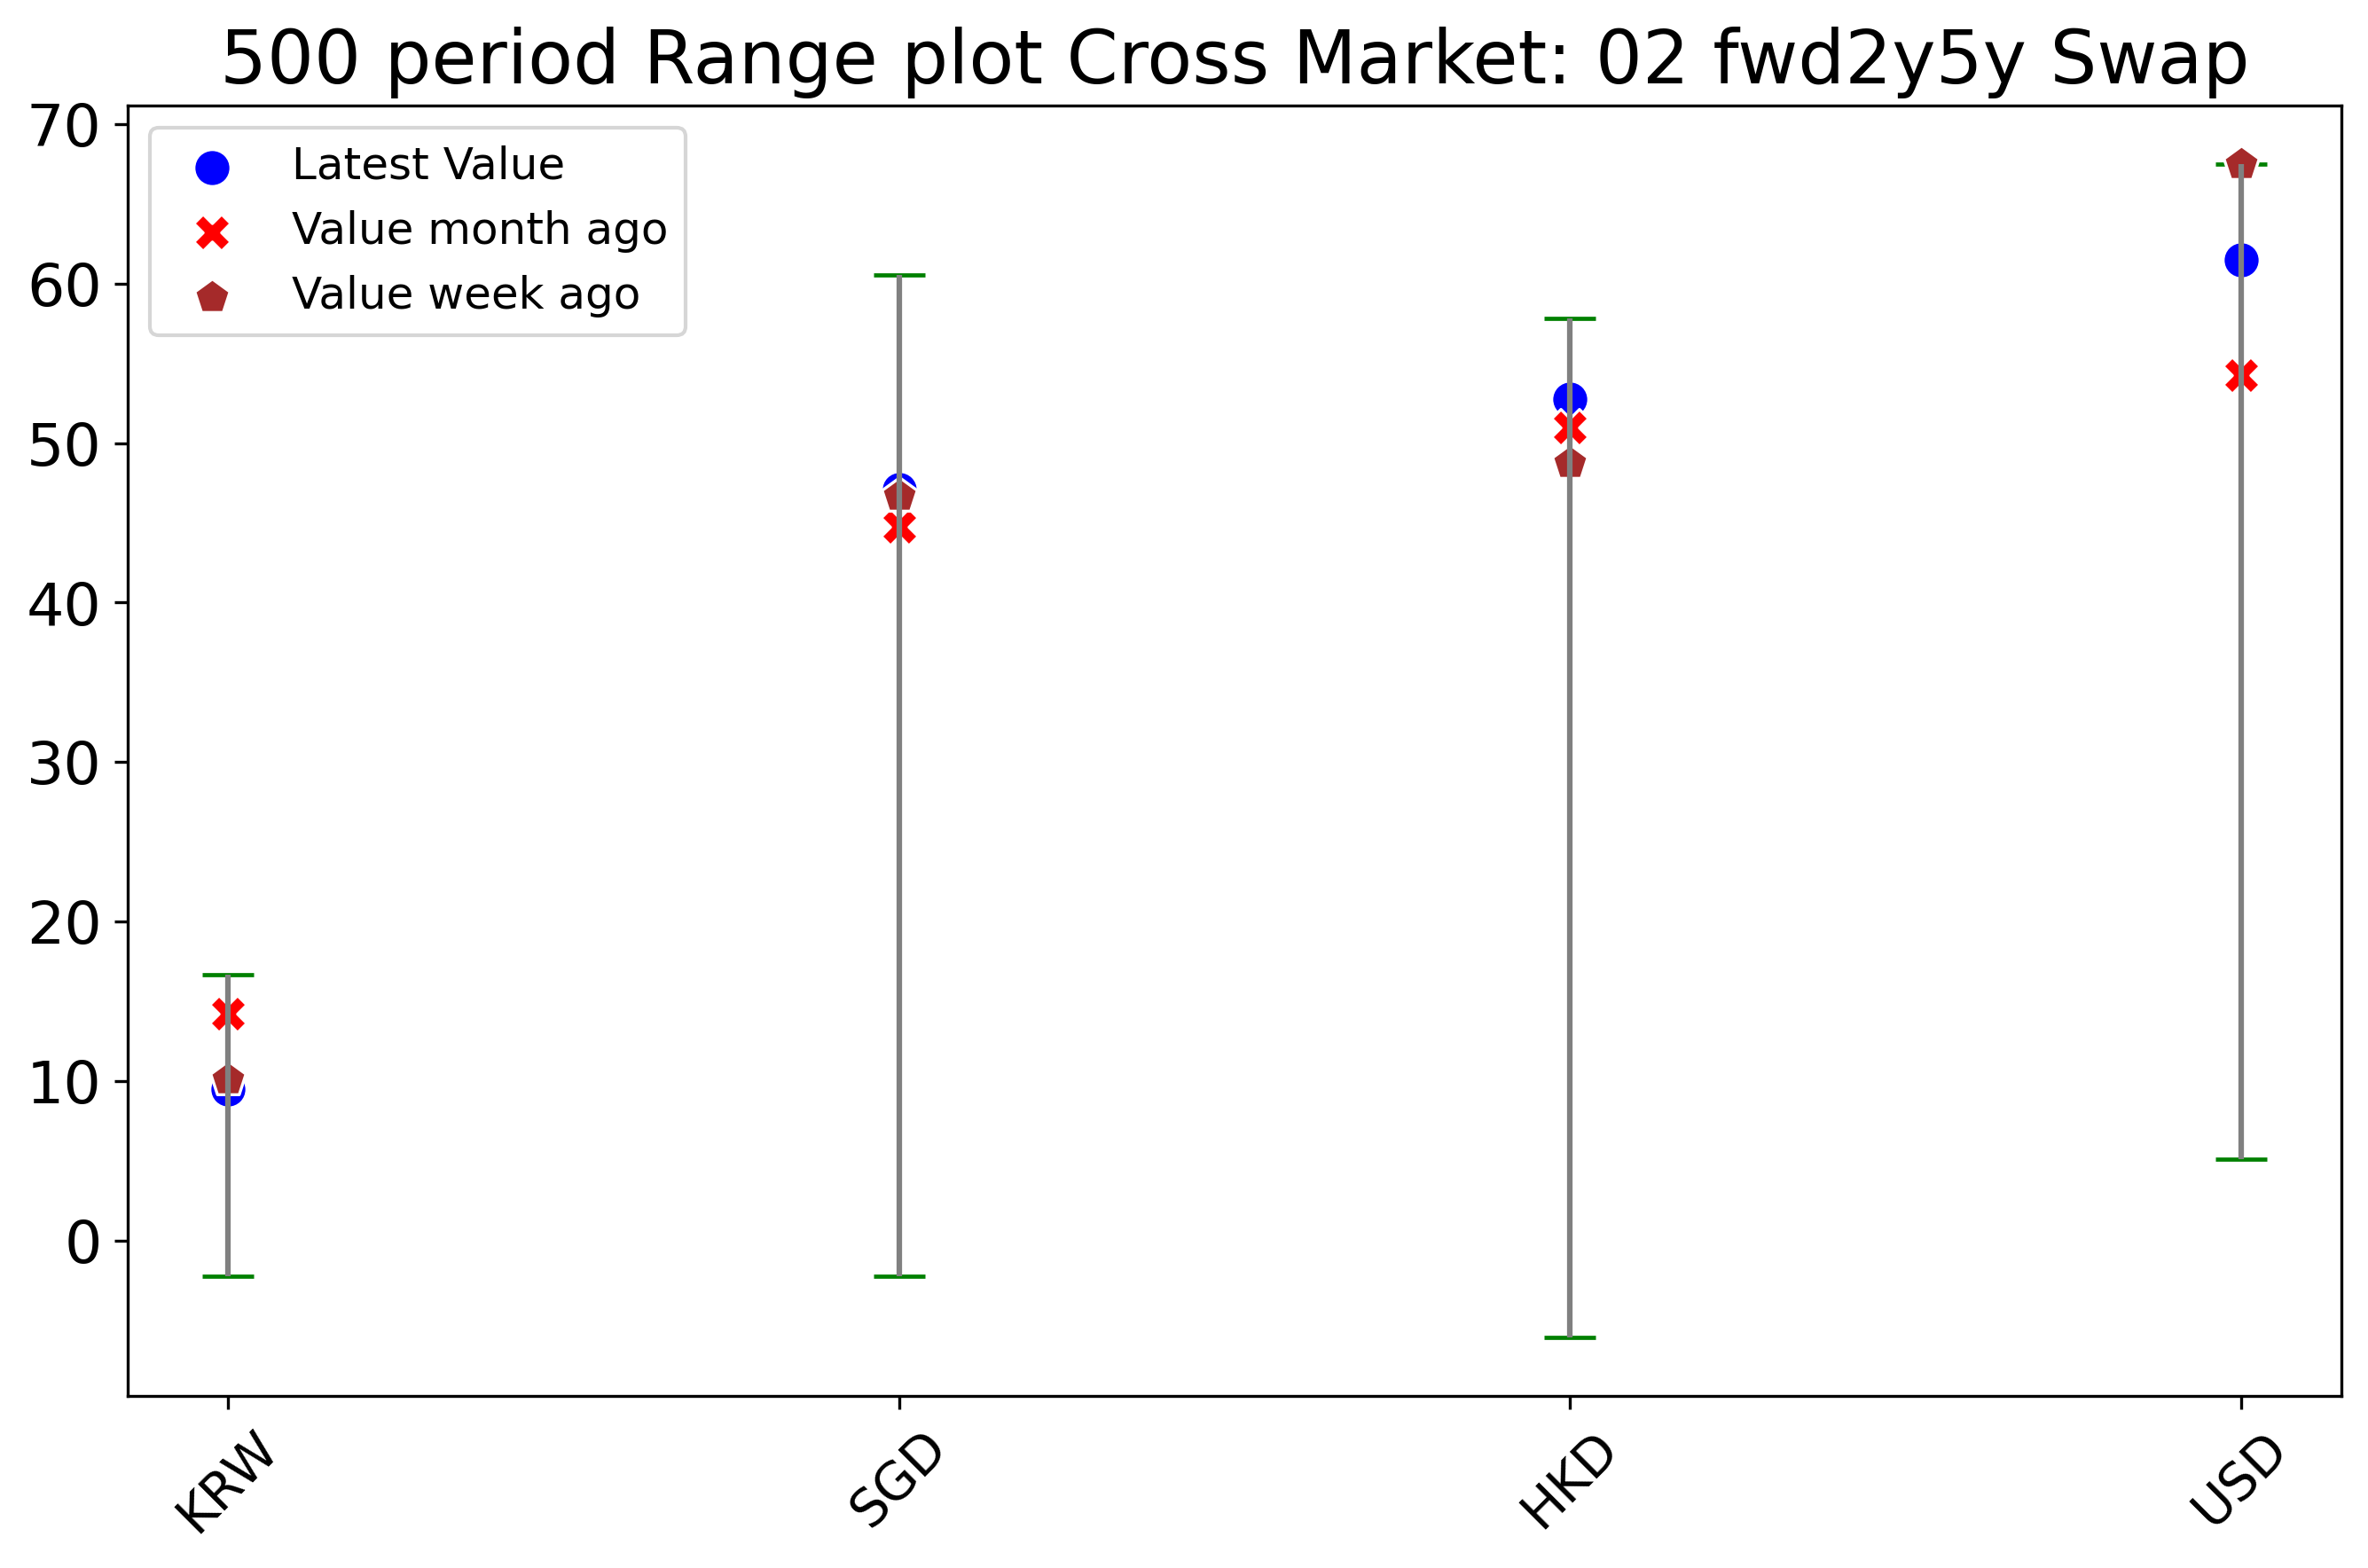 500 period Range plot Cross Market: 02 fwd2y5y Swap
70
60
50
40
30
20
10
0
Latest Value
Value month ago
Value week ago
KRW
SGD
HKD
USD